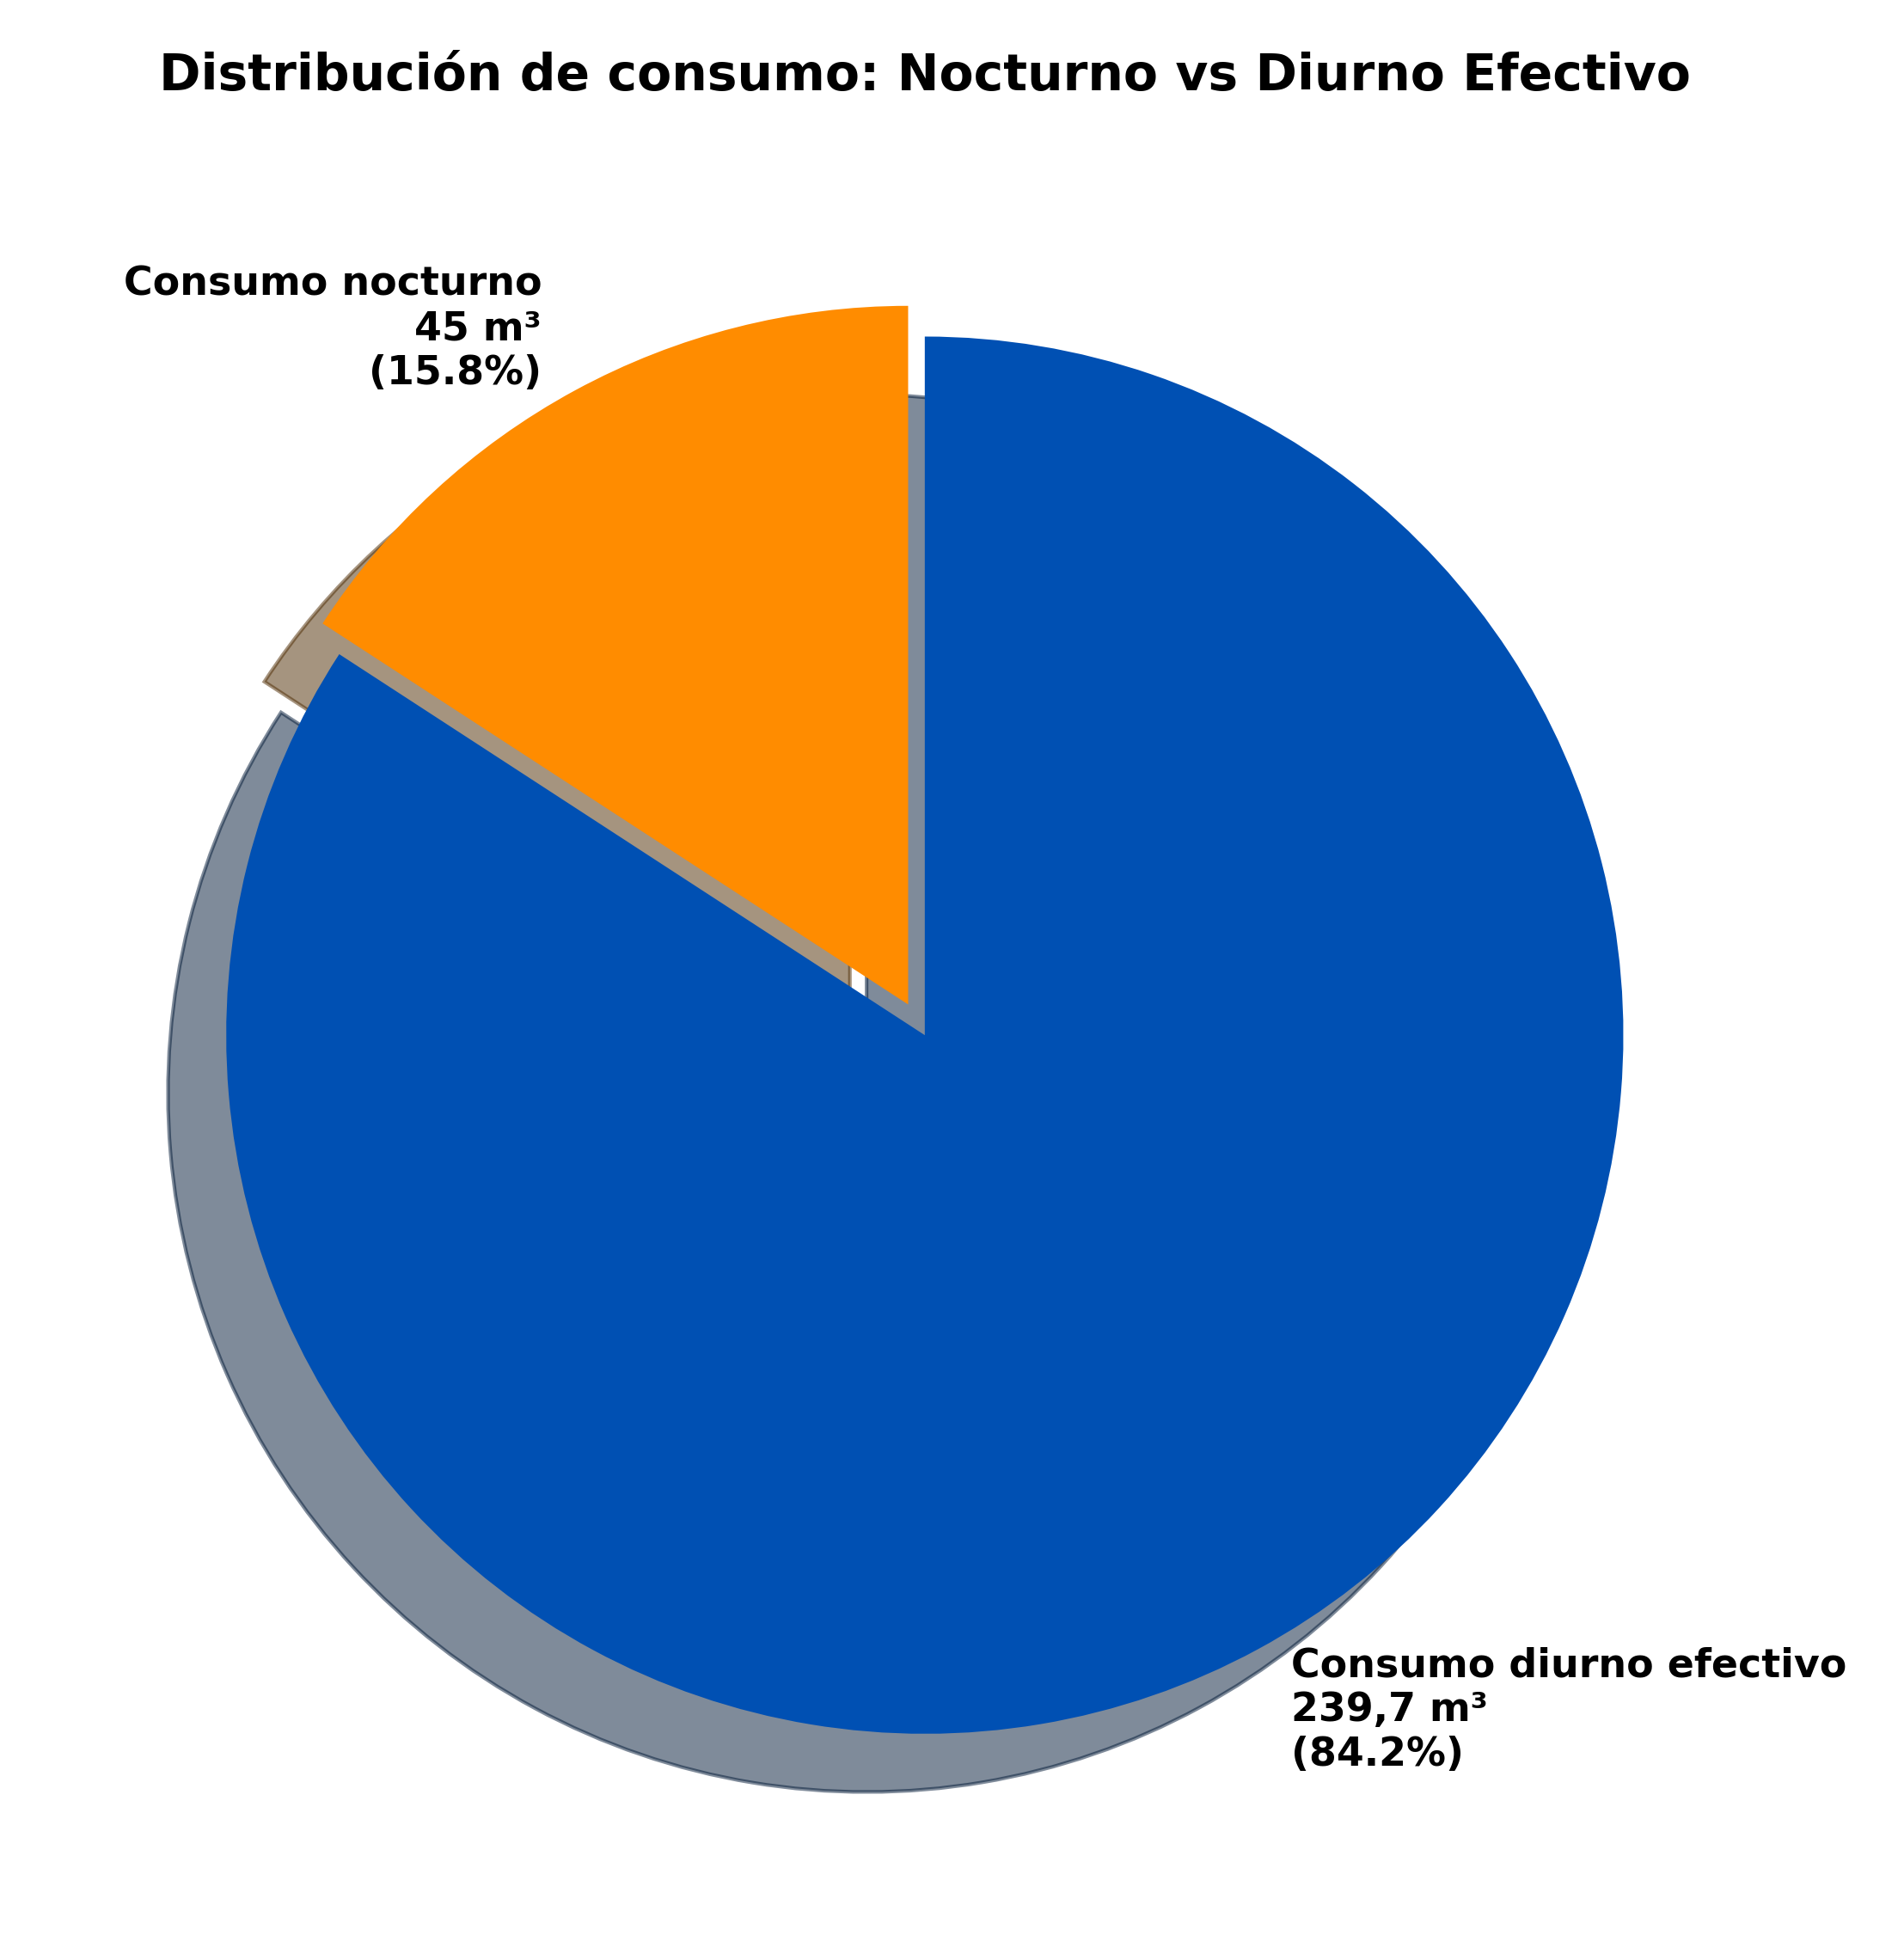 Distribución de consumo: Nocturno vs Diurno Efectivo
Consumo nocturno
45 m³
(15.8%)
Consumo diurno efectivo
239,7 m³
(84.2%)